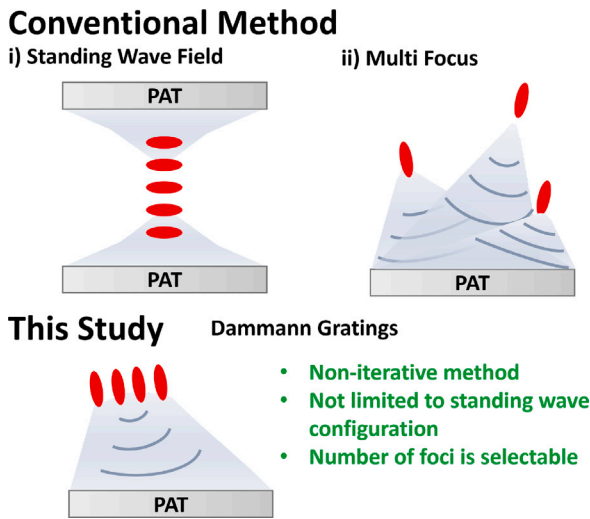 Conventional Method
i) Standing Wave Field
ii) Multi Focus
PAT
PAT
PAT
This Study
Dammann Gratings
• Non-iterative method
• Not limited to standing wave
configuration
• Number of foci is selectable
PAT